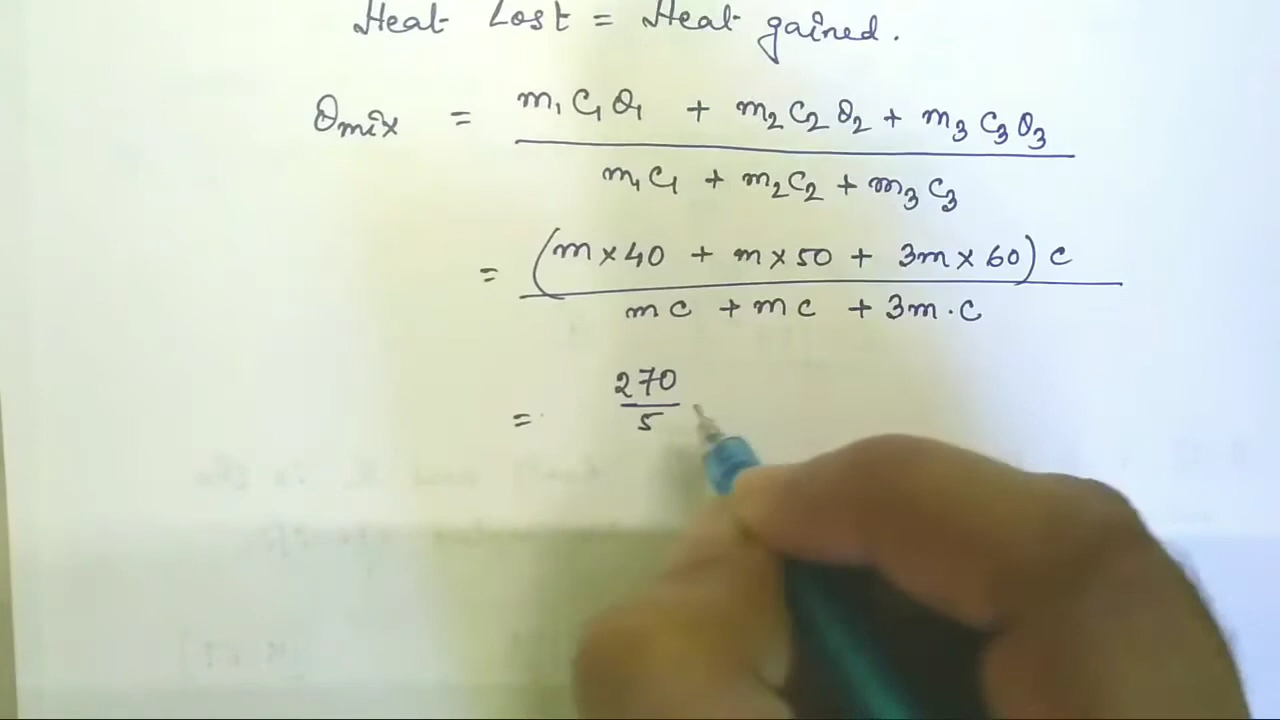 Heat Lost = Heat gained.
θmix = m₁C₁θ₁ + m₂C₂θ₂ + m₃C₃θ₃
m₁C₁ + m₂C₂ + m₃C₃
= (m×40 + m×50 + 3m×60) c
mc + mc + 3m·c
= 270
5